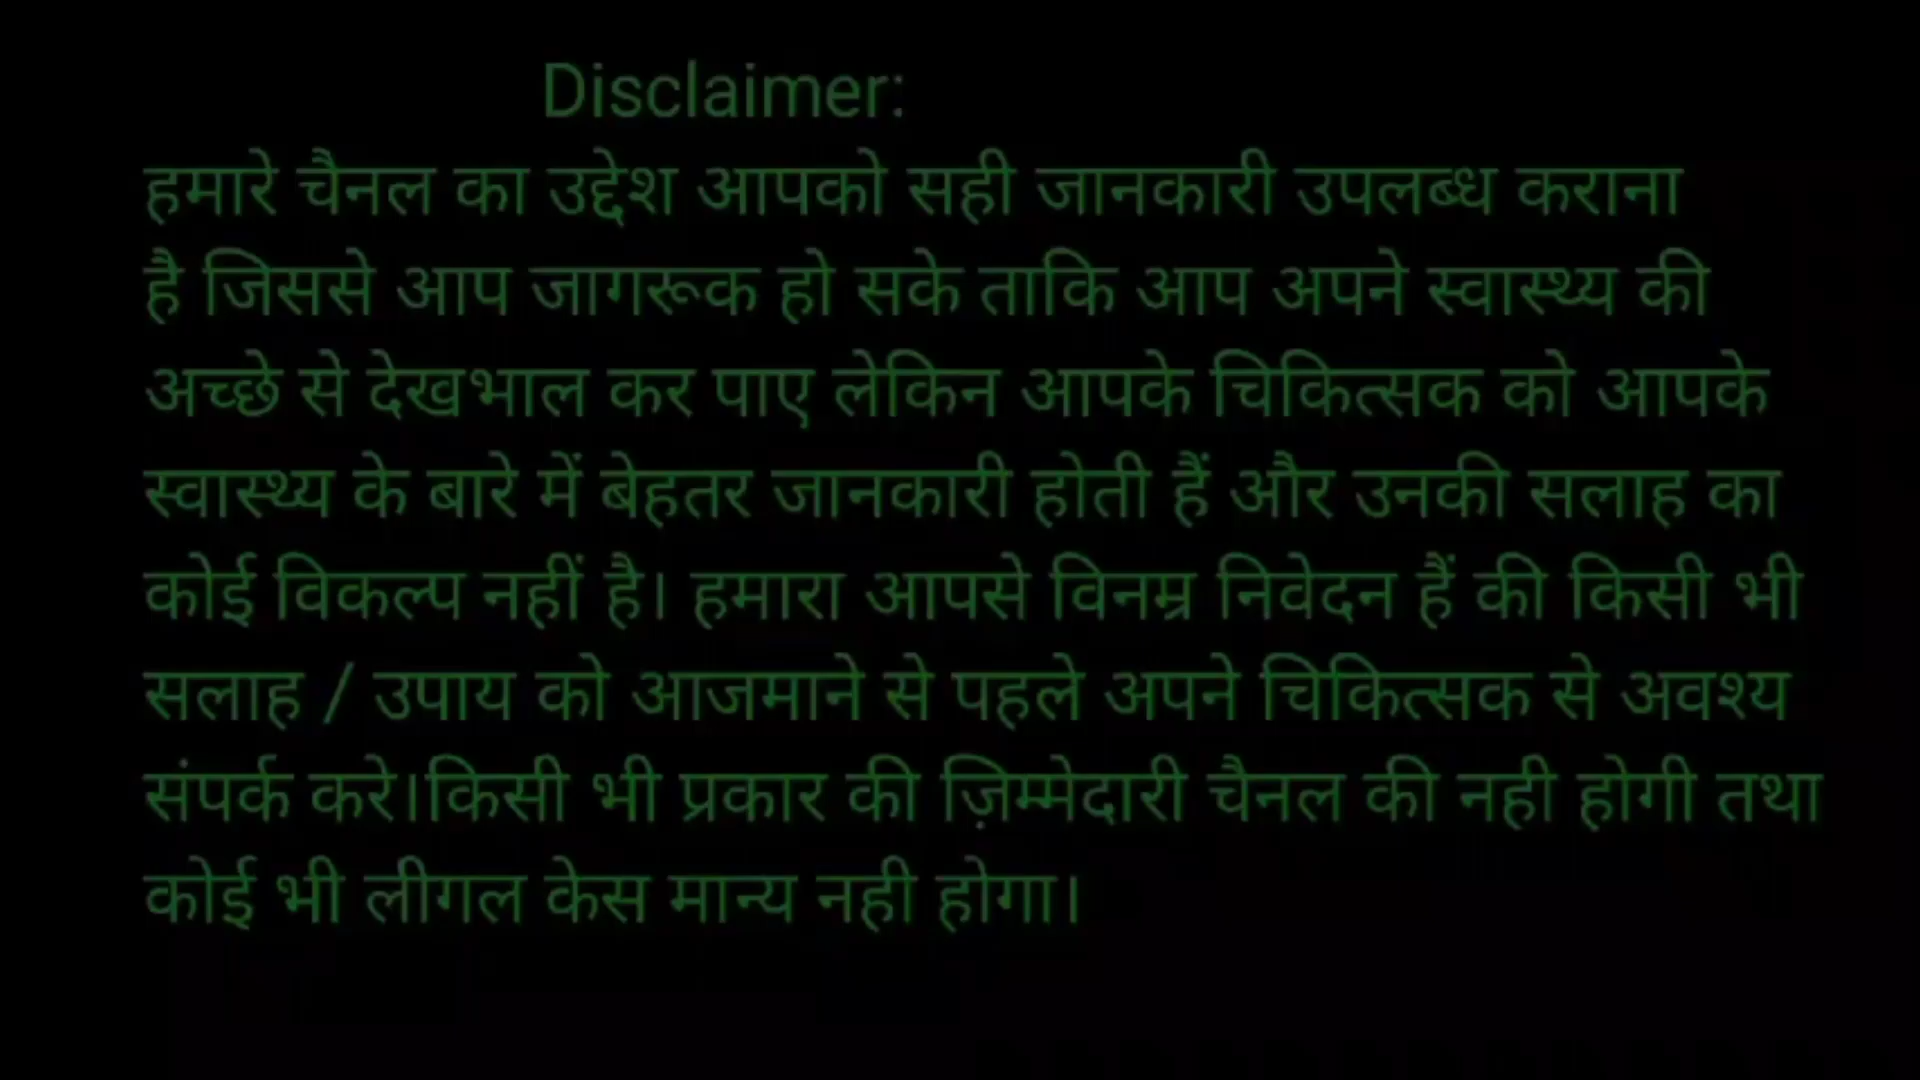 Disclaimer:
हमारे चैनल का उद्देश आपको सही जानकारी उपलब्ध कराना
है जिससे आप जागरूक हो सके ताकि आप अपने स्वास्थ्य की
अच्छे से देखभाल कर पाए लेकिन आपके चिकित्सक को आपके
स्वास्थ्य के बारे में बेहतर जानकारी होती हैं और उनकी सलाह का
कोई विकल्प नहीं है। हमारा आपसे विनम्र निवेदन हैं की किसी भी
सलाह / उपाय को आजमाने से पहले अपने चिकित्सक से अवश्य
संपर्क करे।किसी भी प्रकार की ज़िम्मेदारी चैनल की नही होगी तथा
कोई भी लीगल केस मान्य नही होगा।